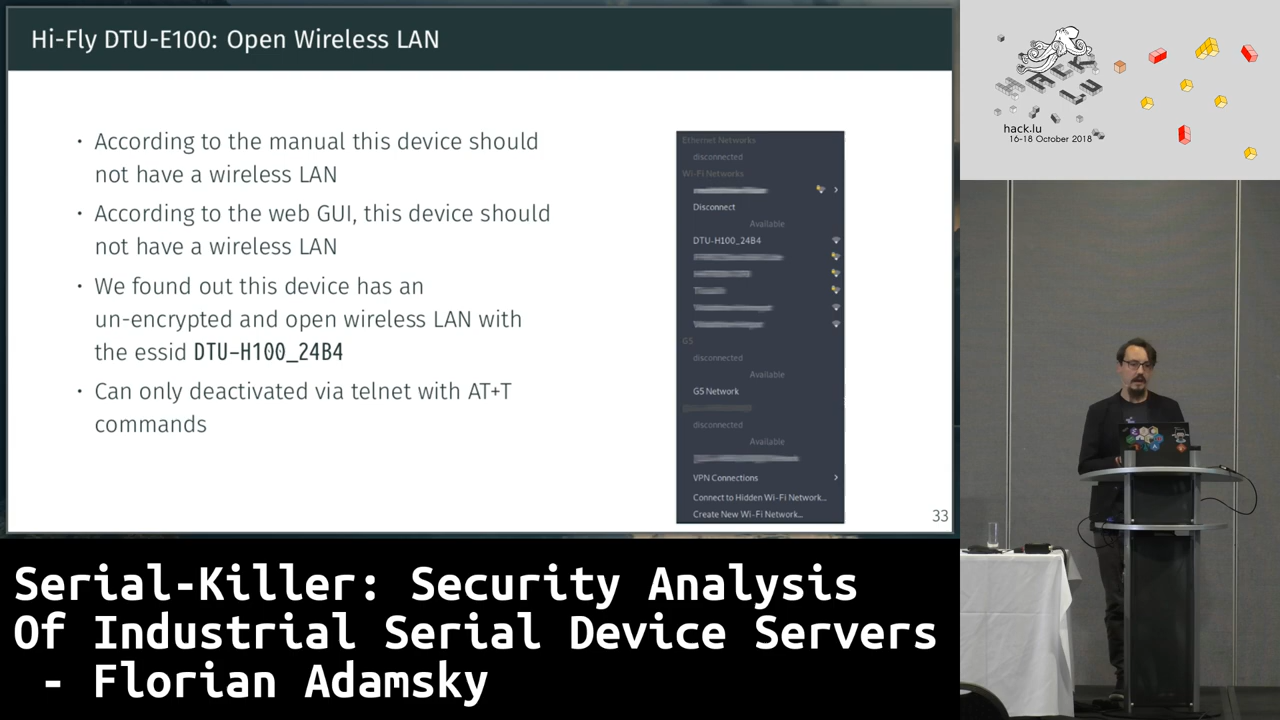 Hi-Fly DTU-E100: Open Wireless LAN
• According to the manual this device should
not have a wireless LAN
• According to the web GUI, this device should
not have a wireless LAN
• We found out this device has an
un-encrypted and open wireless LAN with
the essid DTU-H100_24B4
• Can only deactivated via telnet with AT+T
commands
Ethernet Networks
disconnected
Wi-Fi Networks
Disconnect
Available
DTU-H100_24B4
G5
disconnected
Available
G5 Network
disconnected
Available
VPN Connections
Connect to Hidden Wi-Fi Network...
Create New Wi-Fi Network...
33
HACK
LU
hack.lu
16-18 October 2018
Serial-Killer: Security Analysis
Of Industrial Serial Device Servers
- Florian Adamsky